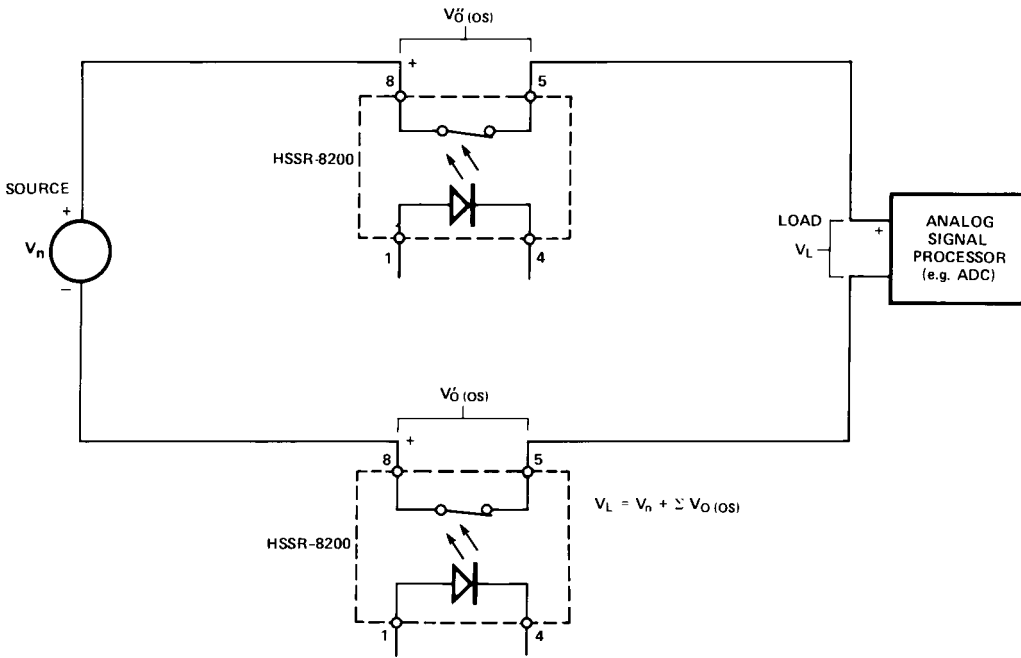 V″O (OS)
+
8
5
HSSR-8200
1
4
SOURCE
+
Vn
−
LOAD
VL
+
ANALOG
SIGNAL
PROCESSOR
(e.g. ADC)
V′O (OS)
+
8
5
HSSR-8200
1
4
VL = Vn + Σ VO (OS)